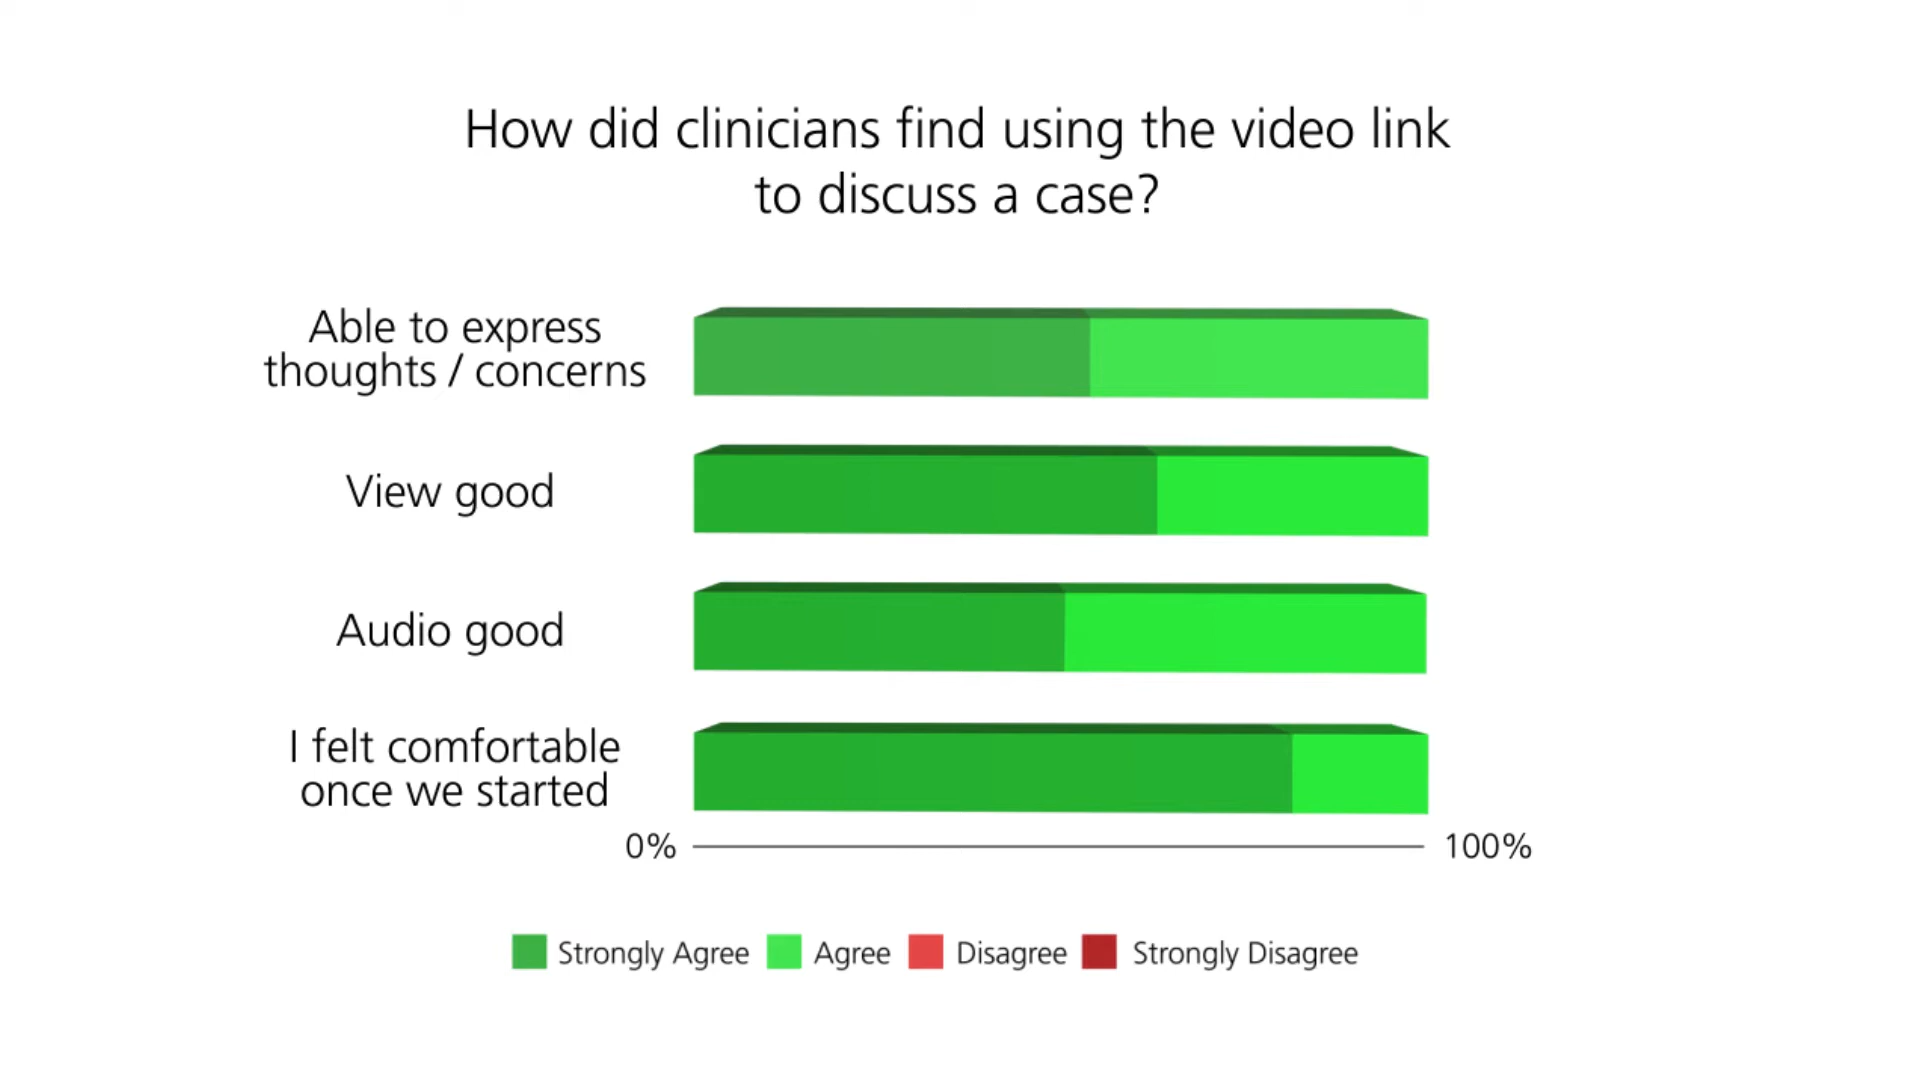 How did clinicians find using the video link
to discuss a case?
Able to express
thoughts / concerns
View good
Audio good
I felt comfortable
once we started
0% 100%
Strongly Agree Agree Disagree Strongly Disagree